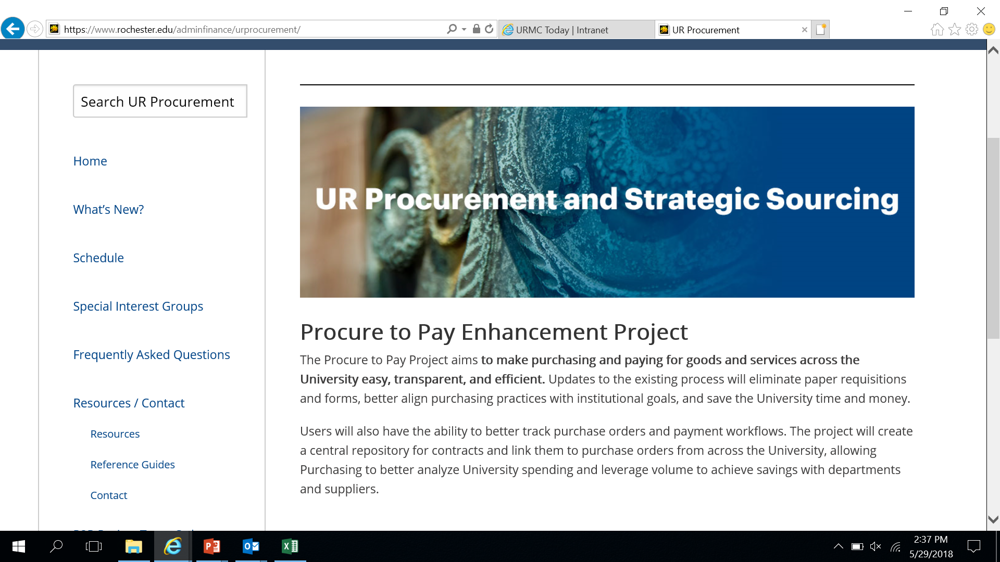 https://www.rochester.edu/adminfinance/urprocurement/
URMC Today | Intranet
UR Procurement
Search UR Procurement
Home
What's New?
Schedule
Special Interest Groups
Frequently Asked Questions
Resources / Contact
Resources
Reference Guides
Contact
UR Procurement and Strategic Sourcing
Procure to Pay Enhancement Project
The Procure to Pay Project aims to make purchasing and paying for goods and services across the
University easy, transparent, and efficient. Updates to the existing process will eliminate paper requisitions
and forms, better align purchasing practices with institutional goals, and save the University time and money.
Users will also have the ability to better track purchase orders and payment workflows. The project will create
a central repository for contracts and link them to purchase orders from across the University, allowing
Purchasing to better analyze University spending and leverage volume to achieve savings with departments
and suppliers.
2:37 PM
5/29/2018